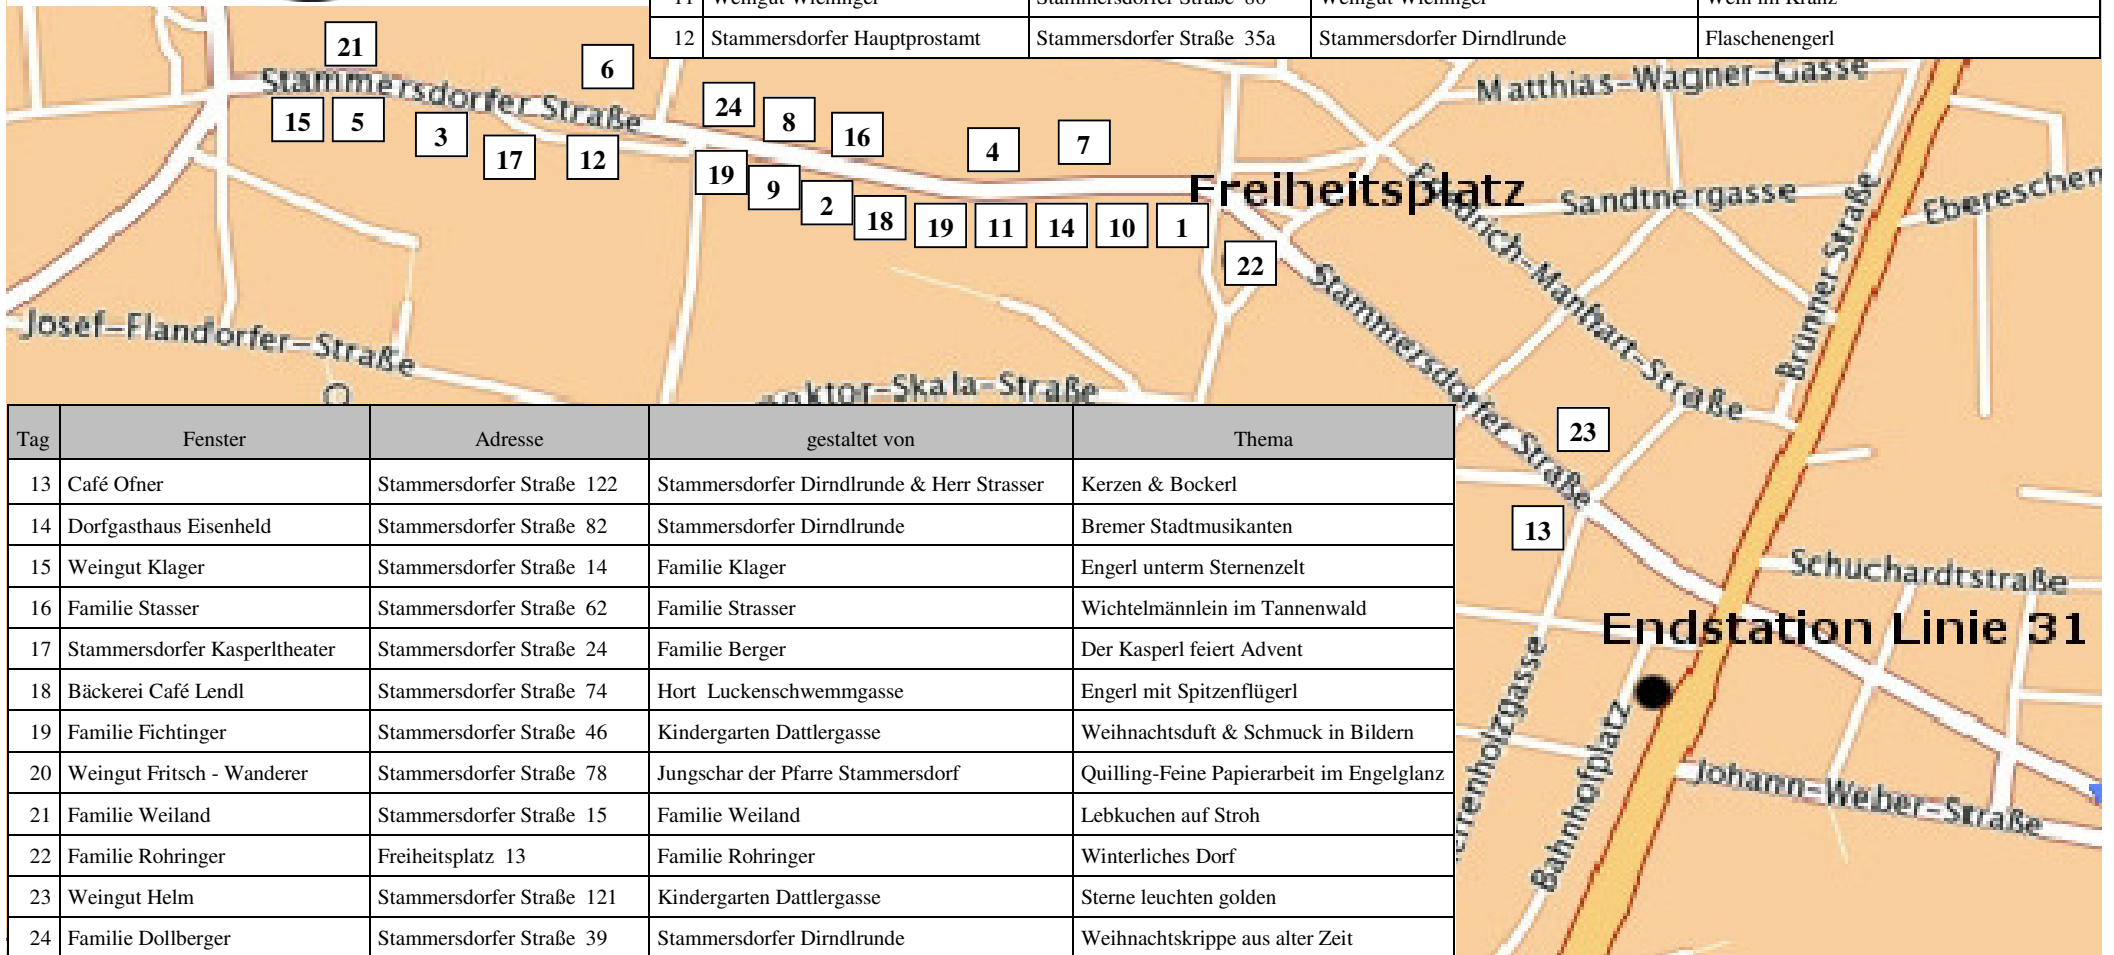 12 Stammersdorfer Hauptprostamt Stammersdorfer Straße 35a Stammersdorfer Dirndlrunde Flaschenengerl
21
6
Stammersdorfer Straße
24
8
16
4
7
15
5
3
17
12
19
9
2
18
19
11
14
10
1
22
Freiheitsplatz
Matthias-Wagner-Gasse
Sandtnergasse
Ebereschen
Brünner Straße
-Manhart-Straße
Stammersdorfer Straße
Josef-Flandorfer-Straße
-Skala-Straße
23
13
Schuchardtstraße
Endstation Linie 31
Bahnhofplatz
Johann-Weber-Straße
Tag Fenster Adresse gestaltet von Thema
13 Café Ofner Stammersdorfer Straße 122 Stammersdorfer Dirndlrunde & Herr Strasser Kerzen & Bockerl
14 Dorfgasthaus Eisenheld Stammersdorfer Straße 82 Stammersdorfer Dirndlrunde Bremer Stadtmusikanten
15 Weingut Klager Stammersdorfer Straße 14 Familie Klager Engerl unterm Sternenzelt
16 Familie Stasser Stammersdorfer Straße 62 Familie Strasser Wichtelmännlein im Tannenwald
17 Stammersdorfer Kasperltheater Stammersdorfer Straße 24 Familie Berger Der Kasperl feiert Advent
18 Bäckerei Café Lendl Stammersdorfer Straße 74 Hort Luckenschwemmgasse Engerl mit Spitzenflügerl
19 Familie Fichtinger Stammersdorfer Straße 46 Kindergarten Dattlergasse Weihnachtsduft & Schmuck in Bildern
20 Weingut Fritsch - Wanderer Stammersdorfer Straße 78 Jungschar der Pfarre Stammersdorf Quilling-Feine Papierarbeit im Engelglanz
21 Familie Weiland Stammersdorfer Straße 15 Familie Weiland Lebkuchen auf Stroh
22 Familie Rohringer Freiheitsplatz 13 Familie Rohringer Winterliches Dorf
23 Weingut Helm Stammersdorfer Straße 121 Kindergarten Dattlergasse Sterne leuchten golden
24 Familie Dollberger Stammersdorfer Straße 39 Stammersdorfer Dirndlrunde Weihnachtskrippe aus alter Zeit